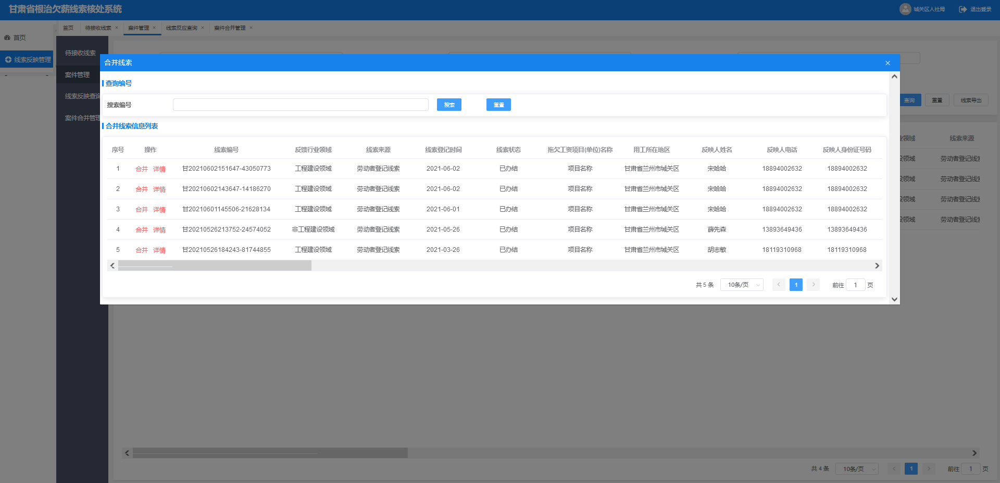 甘肃省根治欠薪线索核处系统
城关区人社局 退出登录
首页 待接收线索 × 案件管理 × 线索反应查询 × 案件合并管理 ×
首页
线索反映管理
待接收线索
案件管理
线索反映查询
案件合并管理
查询 重置 线索导出
合并线索
查询编号
搜索编号 搜索 重置
合并线索信息列表
序号 操作 线索编号 反馈行业领域 线索来源 线索登记时间 线索状态 拖欠工资项目(单位)名称 用工所在地区 反映人姓名 反映人电话 反映人身份证号码
1 合并 详情 甘20210602151647-43050773 工程建设领域 劳动者登记线索 2021-06-02 已办结 项目名称 甘肃省兰州市城关区 宋哈哈 18894002632 18894002632
2 合并 详情 甘20210602143647-14186270 工程建设领域 劳动者登记线索 2021-06-02 已办结 项目名称 甘肃省兰州市城关区 宋哈哈 18894002632 18894002632
3 合并 详情 甘20210601145506-21628134 工程建设领域 劳动者登记线索 2021-06-01 已办结 项目名称 甘肃省兰州市城关区 宋哈哈 18894002632 18894002632
4 合并 详情 甘20210526213752-24574052 非工程建设领域 劳动者登记线索 2021-05-26 已办结 项目名称 甘肃省兰州市城关区 薛先森 13893649436 13893649436
5 合并 详情 甘20210526184243-81744855 工程建设领域 劳动者登记线索 2021-03-26 已办结 项目名称 甘肃省兰州市城关区 胡志敏 18119310968 18119310968
共 5 条 10条/页 1 前往 1 页
领域 线索来源
领域 劳动者登记线
领域 劳动者登记线
领域 劳动者登记线
领域 劳动者登记线
共 4 条 10条/页 1 前往 1 页